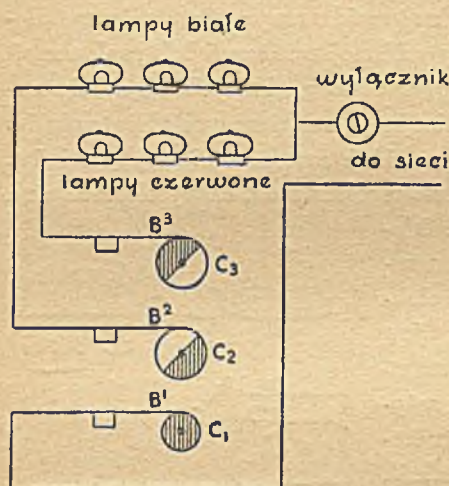 lampy białe
wyłącznik
do sieci
lampy czerwone
B³
C₃
B²
C₂
B¹
C₁